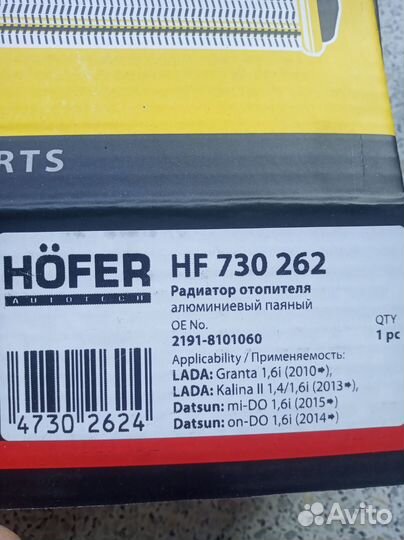 RTS
HÖFER
AUTOTECH
HF 730 262
Радиатор отопителя
алюминиевый паяный
OE No.
2191-8101060
QTY
1 pc
Applicability / Применяемость:
LADA: Granta 1,6i (2010➧),
LADA: Kalina II 1,4/1,6i (2013➧)
Datsun: mi-DO 1,6i (2015➧)
Datsun: on-DO 1,6i (2014➧)
4730 2624
Avito